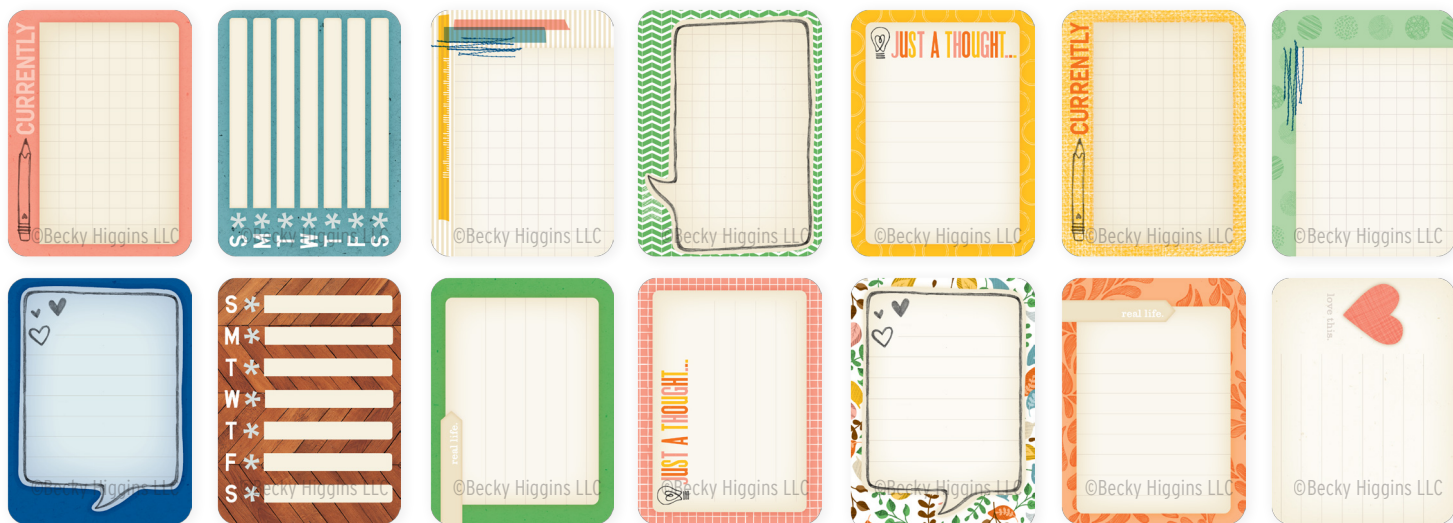 CURRENTLY
©Becky Higgins LLC
S* M* T* W* T* F* S*
©Becky Higgins LLC
©Becky Higgins LLC
©Becky Higgins LLC
JUST A THOUGHT...
©Becky Higgins LLC
CURRENTLY
©Becky Higgins LLC
©Becky Higgins LLC
©Becky Higgins LLC
S*
M*
T*
W*
T*
F*
S*
©Becky Higgins LLC
real life.
©Becky Higgins LLC
JUST A THOUGHT...
©Becky Higgins LLC
©Becky Higgins LLC
real life.
©Becky Higgins LLC
love this.
©Becky Higgins LLC